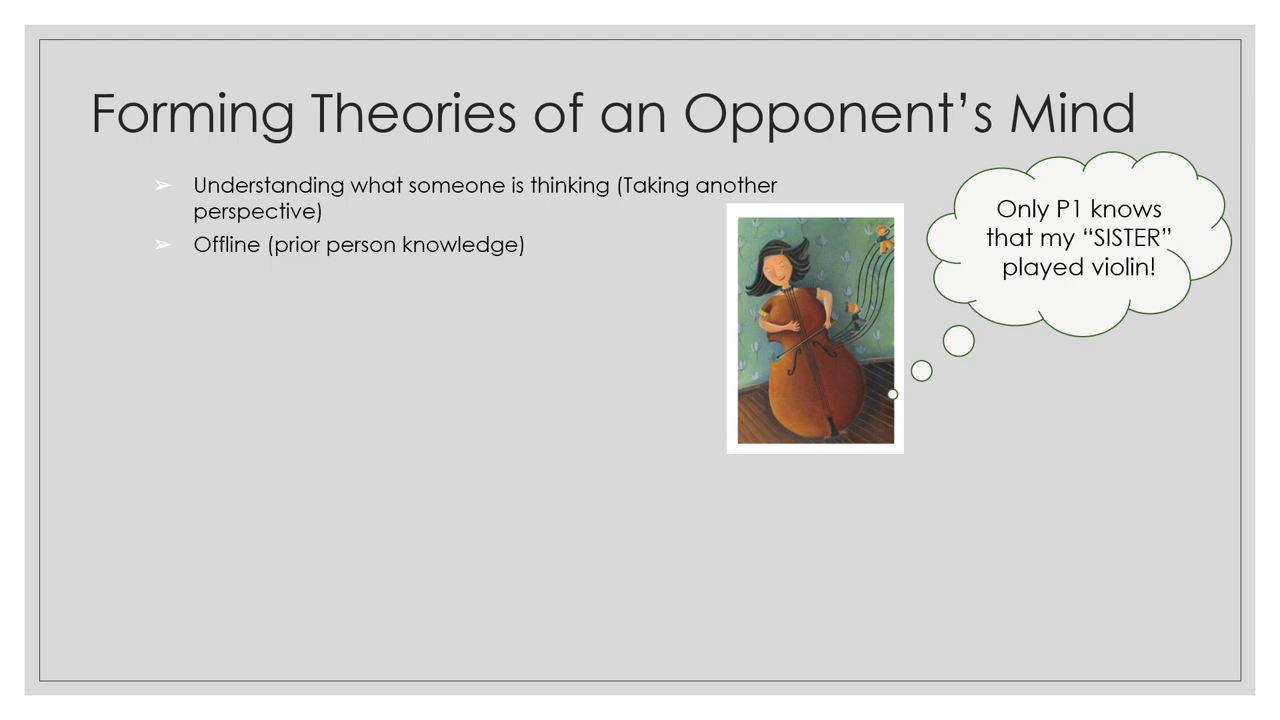 Forming Theories of an Opponent’s Mind
➢ Understanding what someone is thinking (Taking another
perspective)
➢ Offline (prior person knowledge)
Only P1 knows
that my “SISTER”
played violin!